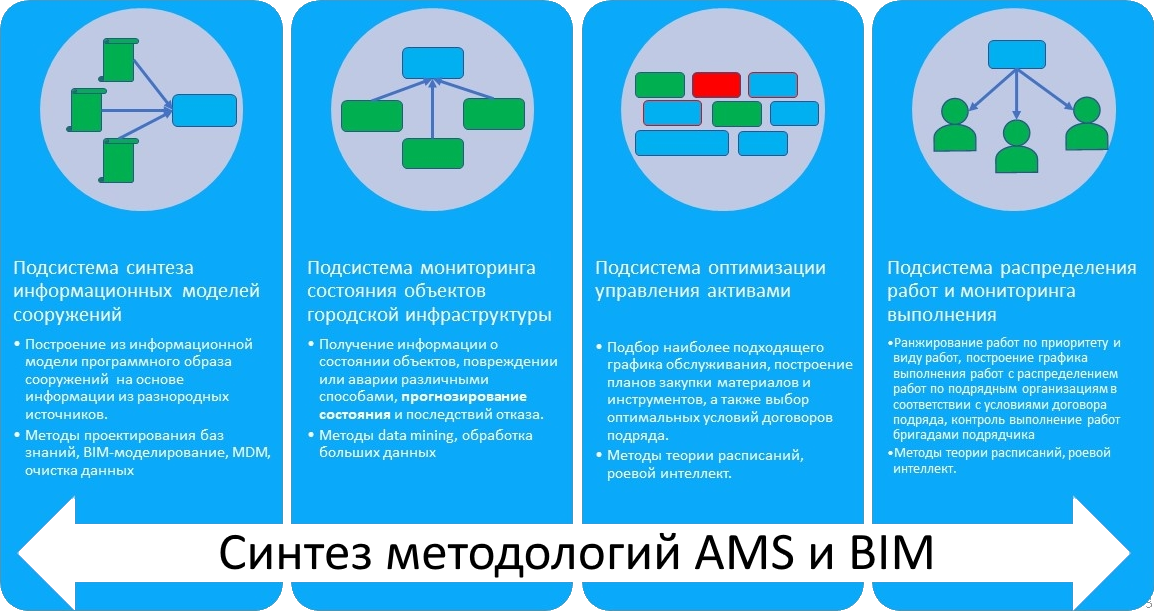 Подсистема синтеза
информационных моделей
сооружений
• Построение из информационной
модели программного образа
сооружений на основе
информации из разнородных
источников.
• Методы проектирования баз
знаний, BIM-моделирование, MDM,
очистка данных
Подсистема мониторинга
состояния объектов
городской инфраструктуры
• Получение информации о
состоянии объектов, повреждении
или аварии различными
способами, прогнозирование
состояния и последствий отказа.
• Методы data mining, обработка
больших данных
Подсистема оптимизации
управления активами
• Подбор наиболее подходящего
графика обслуживания, построение
планов закупки материалов и
инструментов, а также выбор
оптимальных условий договоров
подряда.
• Методы теории расписаний,
роевой интеллект.
Подсистема распределения
работ и мониторинга
выполнения
•Ранжирование работ по приоритету и
виду работ, построение графика
выполнения работ с распределением
работ по подрядным организациям в
соответствии с условиями договора
подряда, контроль выполнение работ
бригадами подрядчика
•Методы теории расписаний, роевой
интеллект.
Синтез методологий AMS и BIM
3